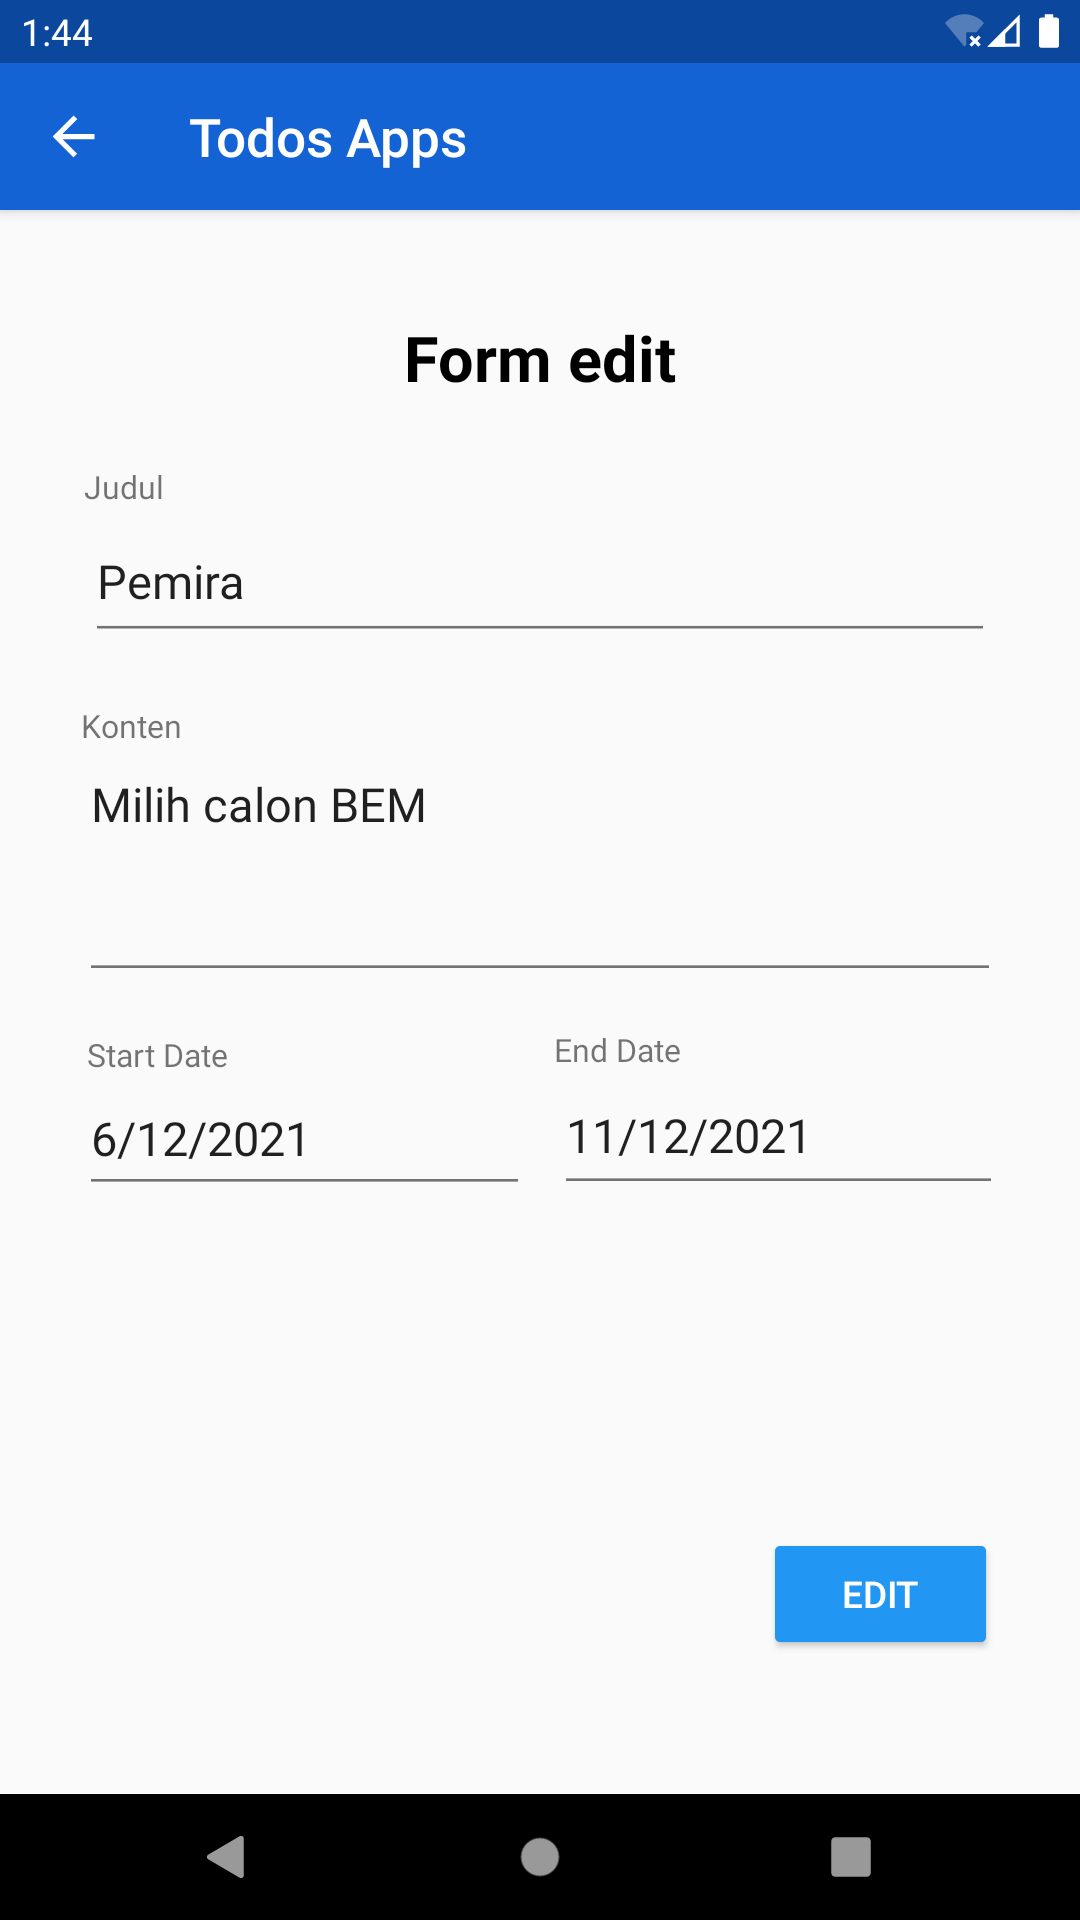 1:44
Todos Apps
Form edit
Judul
Pemira
Konten
Milih calon BEM
Start Date
End Date
6/12/2021
11/12/2021
EDIT